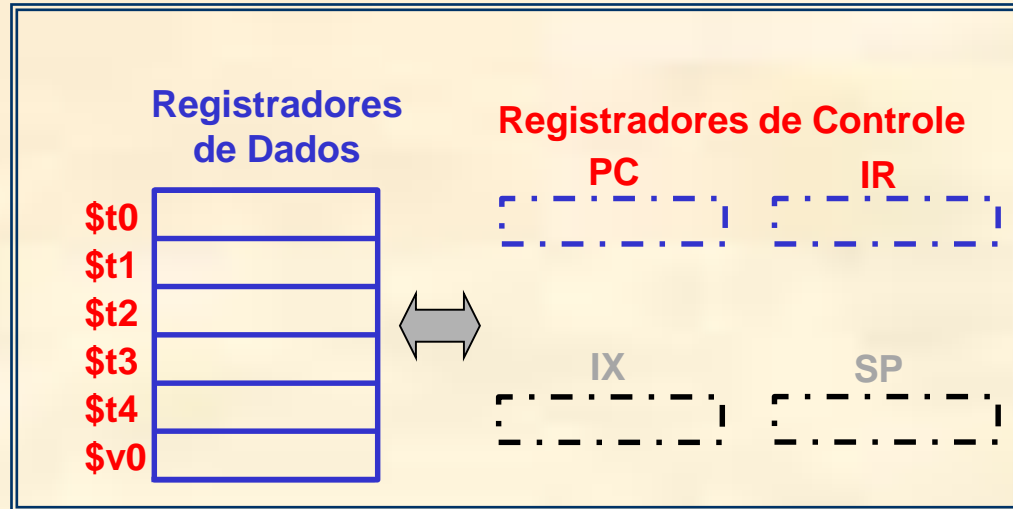 Registradores
de Dados
$t0
$t1
$t2
$t3
$t4
$v0
Registradores de Controle
PC
IR
IX
SP